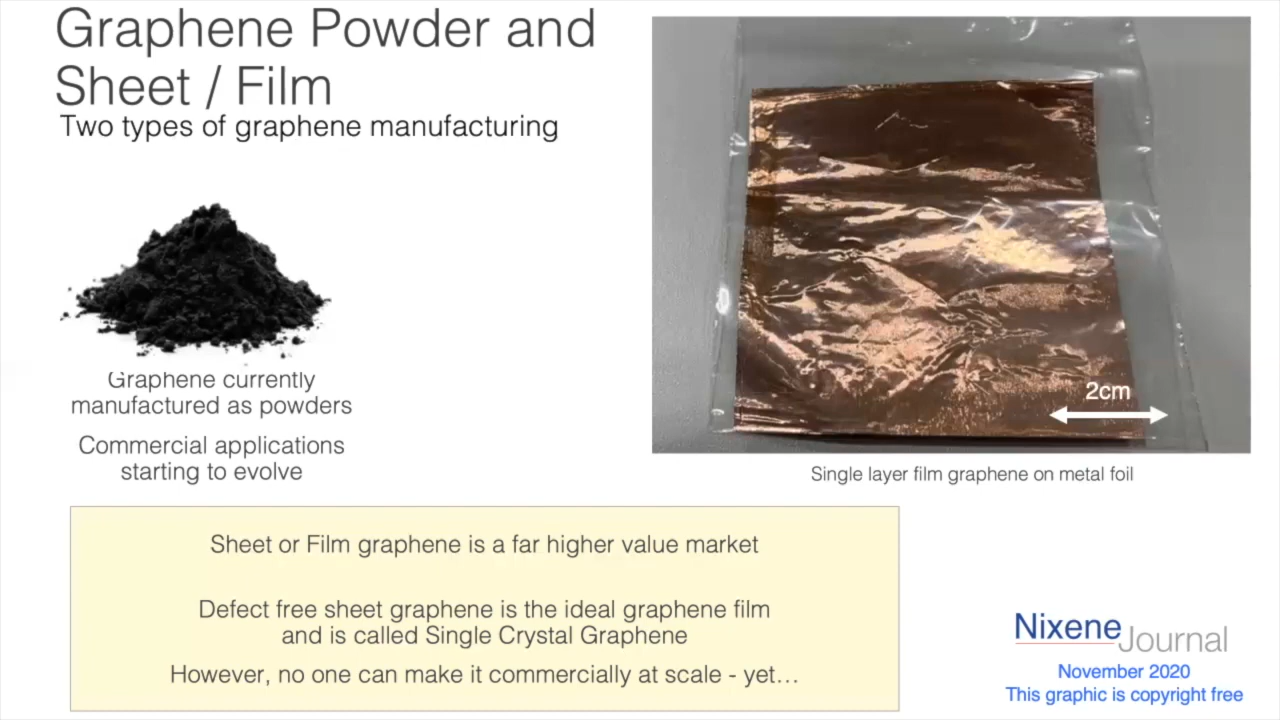 Graphene Powder and
Sheet / Film
Two types of graphene manufacturing
Graphene currently
manufactured as powders
Commercial applications
starting to evolve
2cm
Single layer film graphene on metal foil
Sheet or Film graphene is a far higher value market
Defect free sheet graphene is the ideal graphene film
and is called Single Crystal Graphene
However, no one can make it commercially at scale - yet...
Nixene Journal
November 2020
This graphic is copyright free